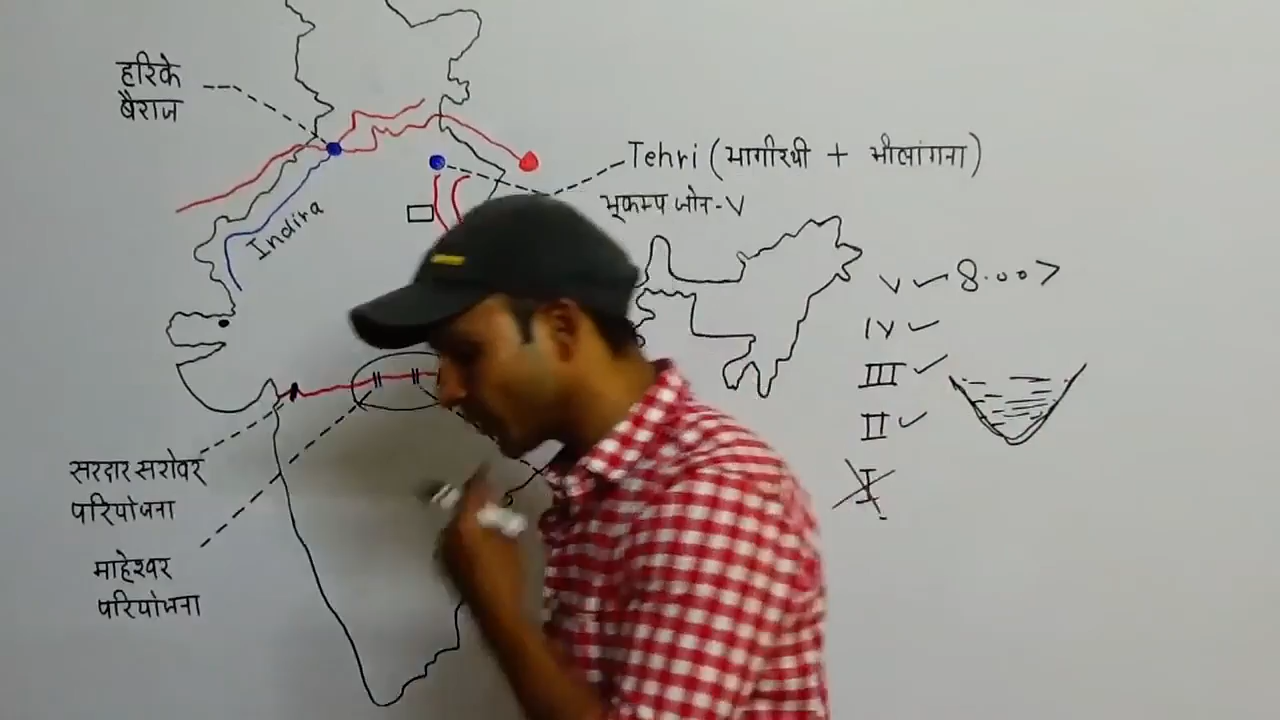 हरिके
बैराज
Tehri (भागीरथी + भीलांगना)
भूकम्प जोन-V
Indira
V ✓ 8.00>
IV ✓
III ✓
II ✓
I
सरदार सरोवर
परियोजना
माहेश्वर
परियोजना